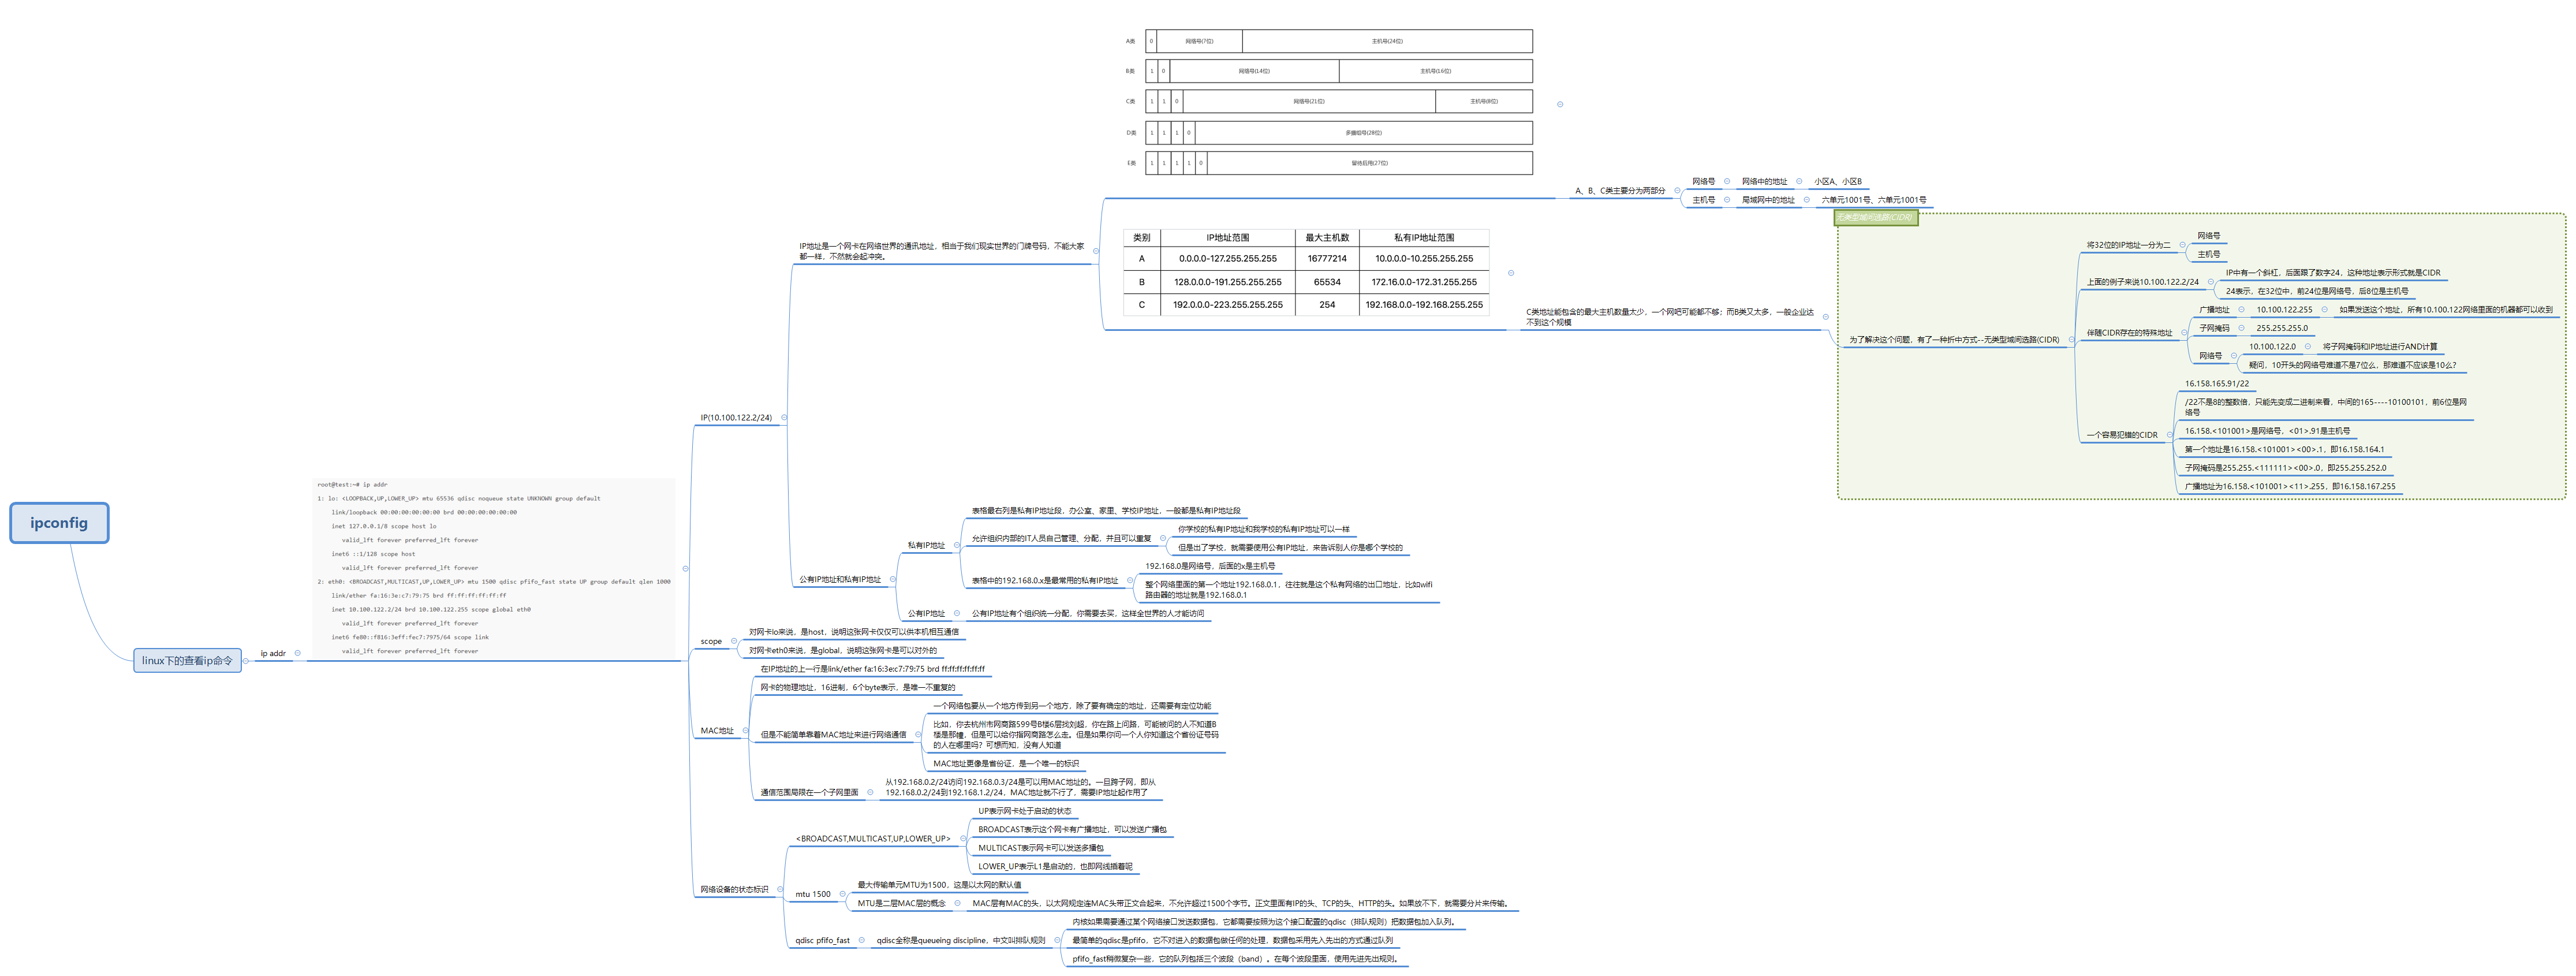 ipconfig
linux下的查看ip命令
ip addr
root@test:~# ip addr
1: lo: <LOOPBACK,UP,LOWER_UP> mtu 65536 qdisc noqueue state UNKNOWN group default
link/loopback 00:00:00:00:00:00 brd 00:00:00:00:00:00
inet 127.0.0.1/8 scope host lo
valid_lft forever preferred_lft forever
inet6 ::1/128 scope host
valid_lft forever preferred_lft forever
2: eth0: <BROADCAST,MULTICAST,UP,LOWER_UP> mtu 1500 qdisc pfifo_fast state UP group default qlen 1000
link/ether fa:16:3e:c7:79:75 brd ff:ff:ff:ff:ff:ff
inet 10.100.122.2/24 brd 10.100.122.255 scope global eth0
valid_lft forever preferred_lft forever
inet6 fe80::f816:3eff:fec7:7975/64 scope link
valid_lft forever preferred_lft forever
IP(10.100.122.2/24)
IP地址是一个网卡在网络世界的通讯地址，相当于我们现实世界的门牌号码，不能大家
都一样，不然就会起冲突。
A类 0 网络号(7位) 主机号(24位)
B类 1 0 网络号(14位) 主机号(16位)
C类 1 1 0 网络号(21位) 主机号(8位)
D类 1 1 1 0 多播组号(28位)
E类 1 1 1 1 0 留待后用(27位)
A、B、C类主要分为两部分
网络号 网络中的地址 小区A、小区B
主机号 局域网中的地址 六单元1001号、六单元1001号
类别 IP地址范围 最大主机数 私有IP地址范围
A 0.0.0.0-127.255.255.255 16777214 10.0.0.0-10.255.255.255
B 128.0.0.0-191.255.255.255 65534 172.16.0.0-172.31.255.255
C 192.0.0.0-223.255.255.255 254 192.168.0.0-192.168.255.255
C类地址能包含的最大主机数量太少，一个网吧可能都不够；而B类又太多，一般企业达
不到这个规模
无类型域间选路(CIDR)
为了解决这个问题，有了一种折中方式--无类型域间选路(CIDR)
将32位的IP地址一分为二
网络号
主机号
上面的例子来说10.100.122.2/24
IP中有一个斜杠，后面跟了数字24，这种地址表示形式就是CIDR
24表示，在32位中，前24位是网络号，后8位是主机号
伴随CIDR存在的特殊地址
广播地址 10.100.122.255 如果发送这个地址，所有10.100.122网络里面的机器都可以收到
子网掩码 255.255.255.0
网络号
10.100.122.0 将子网掩码和IP地址进行AND计算
疑问，10开头的网络号难道不是7位么，那难道不应该是10么？
一个容易犯错的CIDR
16.158.165.91/22
/22不是8的整数倍，只能先变成二进制来看，中间的165----10100101，前6位是网
络号
16.158.<101001>是网络号，<01>.91是主机号
第一个地址是16.158.<101001><00>.1，即16.158.164.1
子网掩码是255.255.<111111><00>.0，即255.255.252.0
广播地址为16.158.<101001><11>.255，即16.158.167.255
公有IP地址和私有IP地址
私有IP地址
表格最右列是私有IP地址段，办公室、家里、学校IP地址，一般都是私有IP地址段
允许组织内部的IT人员自己管理、分配，并且可以重复
你学校的私有IP地址和我学校的私有IP地址可以一样
但是出了学校，就需要使用公有IP地址，来告诉别人你是哪个学校的
表格中的192.168.0.x是最常用的私有IP地址
192.168.0是网络号，后面的x是主机号
整个网络里面的第一个地址192.168.0.1，往往就是这个私有网络的出口地址，比如wifi
路由器的地址就是192.168.0.1
公有IP地址 公有IP地址有个组织统一分配，你需要去买，这样全世界的人才能访问
scope
对网卡lo来说，是host，说明这张网卡仅仅可以供本机相互通信
对网卡eth0来说，是global，说明这张网卡是可以对外的
MAC地址
在IP地址的上一行是link/ether fa:16:3e:c7:79:75 brd ff:ff:ff:ff:ff:ff
网卡的物理地址，16进制，6个byte表示，是唯一不重复的
但是不能简单靠着MAC地址来进行网络通信
一个网络包要从一个地方传到另一个地方，除了要有确定的地址，还需要有定位功能
比如，你去杭州市网商路599号B楼6层找刘超，你在路上问路，可能被问的人不知道B
楼是那幢，但是可以给你指网商路怎么走。但是如果你问一个人你知道这个省份证号码
的人在哪里吗？可想而知，没有人知道
MAC地址更像是省份证，是一个唯一的标识
通信范围局限在一个子网里面
从192.168.0.2/24访问192.168.0.3/24是可以用MAC地址的。一旦跨子网，即从
192.168.0.2/24到192.168.1.2/24，MAC地址就不行了，需要IP地址起作用了
网络设备的状态标识
<BROADCAST,MULTICAST,UP,LOWER_UP>
UP表示网卡处于启动的状态
BROADCAST表示这个网卡有广播地址，可以发送广播包
MULTICAST表示网卡可以发送多播包
LOWER_UP表示L1是启动的，也即网线插着呢
mtu 1500
最大传输单元MTU为1500，这是以太网的默认值
MTU是二层MAC层的概念 MAC层有MAC的头，以太网规定连MAC头带正文合起来，不允许超过1500个字节。正文里面有IP的头、TCP的头、HTTP的头。如果放不下，就需要分片来传输。
qdisc pfifo_fast qdisc全称是queueing discipline，中文叫排队规则
内核如果需要通过某个网络接口发送数据包，它都需要按照为这个接口配置的qdisc（排队规则）把数据包加入队列。
最简单的qdisc是pfifo，它不对进入的数据包做任何的处理，数据包采用先入先出的方式通过队列
pfifo_fast稍微复杂一些，它的队列包括三个波段（band）。在每个波段里面，使用先进先出规则。